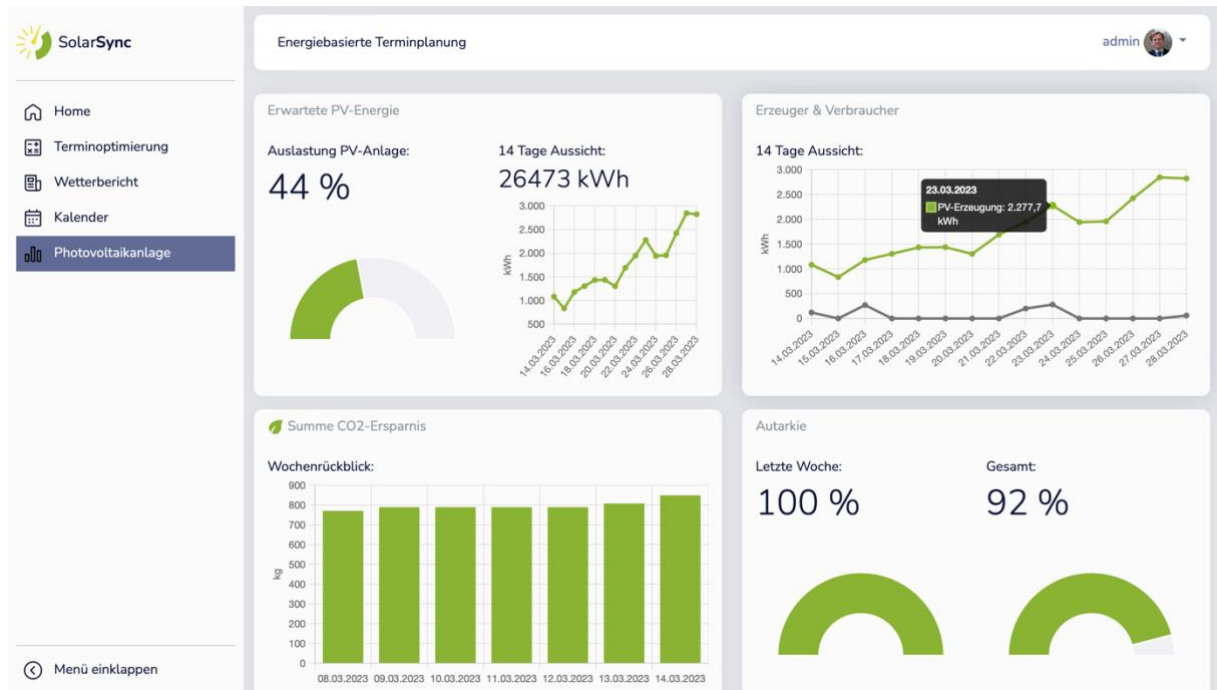 SolarSync
Energiebasierte Terminplanung
admin
Home
Terminoptimierung
Wetterbericht
Kalender
Photovoltaikanlage
Menü einklappen
Erwartete PV-Energie
Auslastung PV-Anlage:
44 %
14 Tage Aussicht:
26473 kWh
3.000
2.500
2.000
1.500
1.000
500
kWh
14.03.2023
16.03.2023
18.03.2023
20.03.2023
22.03.2023
24.03.2023
26.03.2023
28.03.2023
Erzeuger & Verbraucher
14 Tage Aussicht:
3.000
2.500
2.000
1.500
1.000
500
0
kWh
23.03.2023
PV-Erzeugung: 2.277,7
kWh
14.03.2023
15.03.2023
16.03.2023
17.03.2023
18.03.2023
19.03.2023
20.03.2023
21.03.2023
22.03.2023
23.03.2023
24.03.2023
25.03.2023
26.03.2023
27.03.2023
28.03.2023
Summe CO2-Ersparnis
Wochenrückblick:
900
800
700
600
500
400
300
200
100
0
kg
08.03.2023 09.03.2023 10.03.2023 11.03.2023 12.03.2023 13.03.2023 14.03.2023
Autarkie
Letzte Woche:
100 %
Gesamt:
92 %